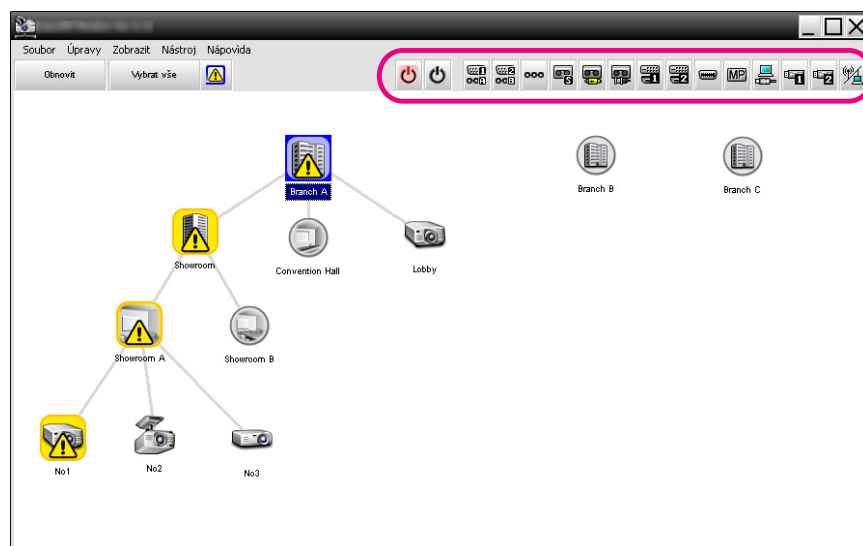 Soubor Úpravy Zobrazit Nástroj Nápovída
Obnovit Vybrat vše
MP
Branch A
Branch B
Branch C
Showroom
Convention Hall
Lobby
Showroom A
Showroom B
No1
No2
No3